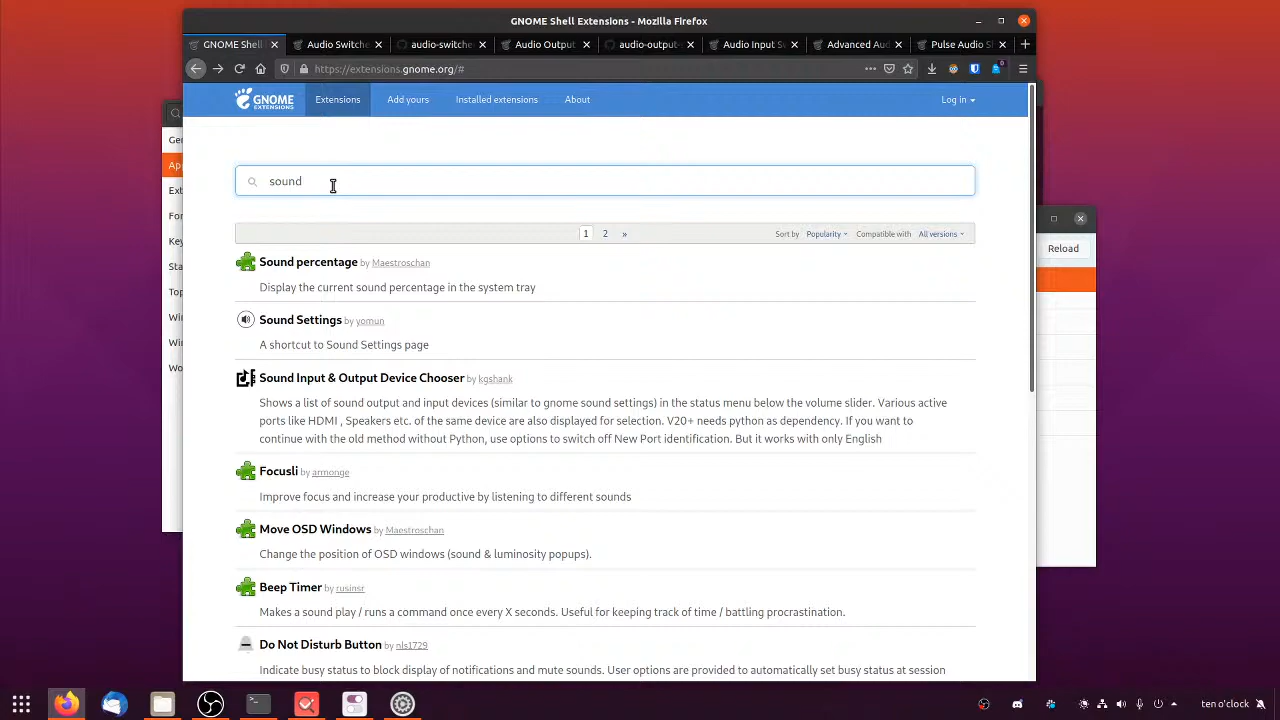 GNOME Shell Extensions - Mozilla Firefox
GNOME Shell
Audio Switche
audio-switche
Audio Output
audio-output-
Audio Input S
Advanced Au
Pulse Audio S
https://extensions.gnome.org/#
GNOME
EXTENSIONS
Extensions
Add yours
Installed extensions
About
Log in
sound
1 2 »
Sort by Popularity Compatible with All versions
Sound percentage by Maestroschan
Display the current sound percentage in the system tray
Sound Settings by yomun
A shortcut to Sound Settings page
Sound Input & Output Device Chooser by kgshank
Shows a list of sound output and input devices (similar to gnome sound settings) in the status menu below the volume slider. Various active
ports like HDMI , Speakers etc. of the same device are also displayed for selection. V20+ needs python as dependency. If you want to
continue with the old method without Python, use options to switch off New Port identification. But it works with only English
Focusli by armonge
Improve focus and increase your productive by listening to different sounds
Move OSD Windows by Maestroschan
Change the position of OSD windows (sound & luminosity popups).
Beep Timer by rusinsr
Makes a sound play / runs a command once every X seconds. Useful for keeping track of time / battling procrastination.
Do Not Disturb Button by nls1729
Indicate busy status to block display of notifications and mute sounds. User options are provided to automatically set busy status at session
Ger
Ap
Ext
For
Key
Sta
Top
Wi
Wi
Wo
Reload
ten o'clock